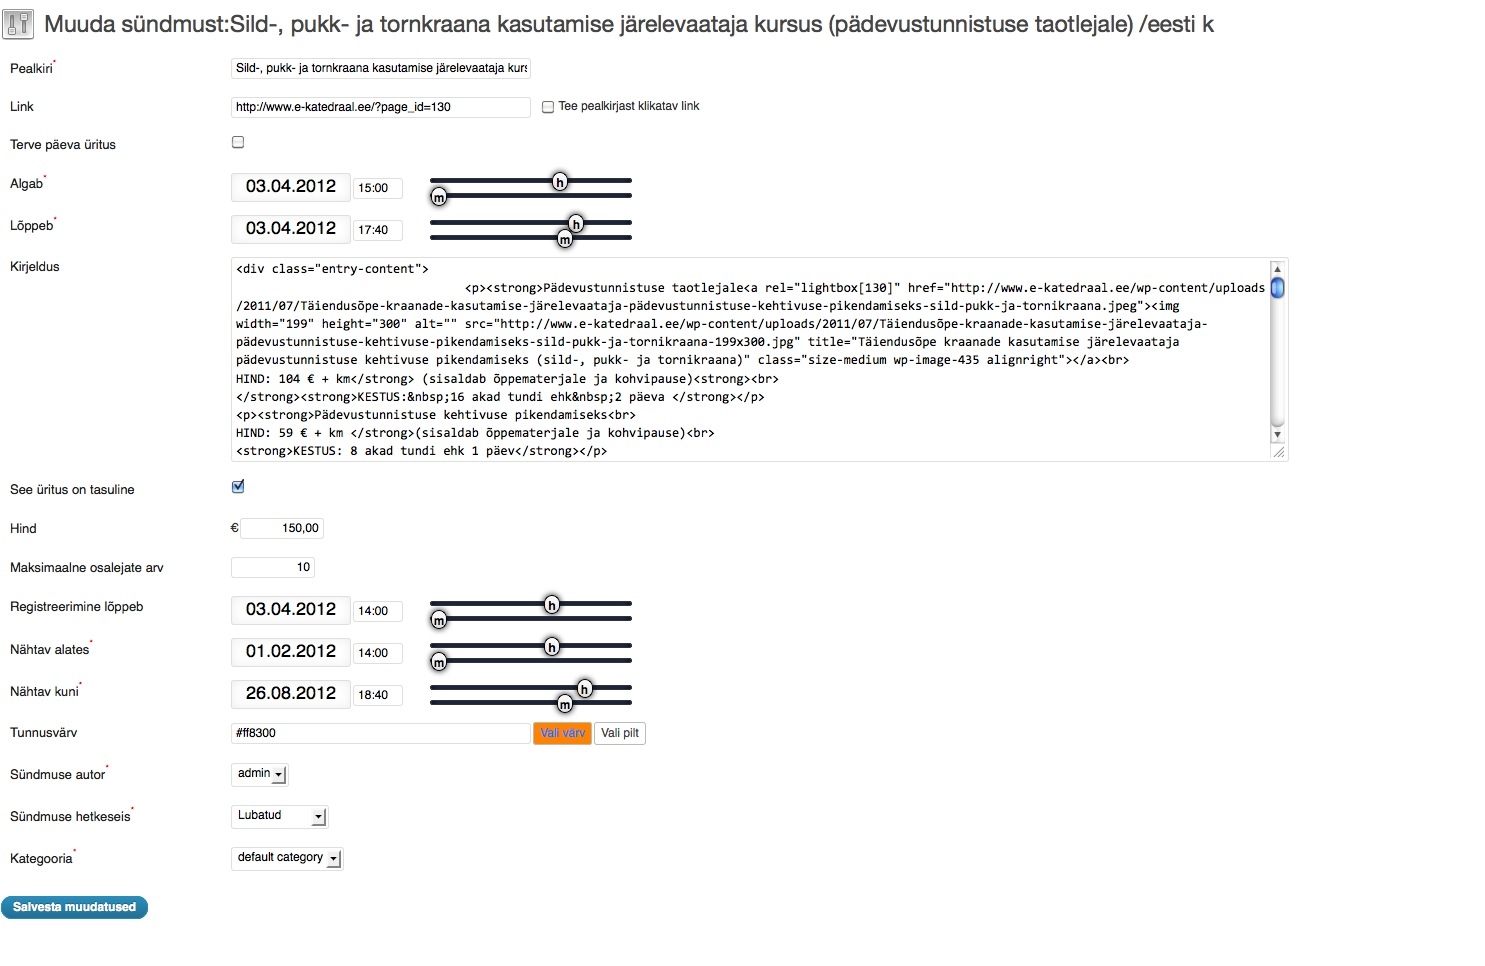 Muuda sündmust:Sild-, pukk- ja tornkraana kasutamise järelevaataja kursus (pädevustunnistuse taotlejale) /eesti k
Pealkiri* Sild-, pukk- ja tornkraana kasutamise järelevaataja kurs
Link http://www.e-katedraal.ee/?page_id=130 Tee pealkirjast klikatav link
Terve päeva üritus
Algab* 03.04.2012 15:00 h m
Lõppeb* 03.04.2012 17:40 h m
Kirjeldus
<div class="entry-content">
<p><strong>Pädevustunnistuse taotlejale<a rel="lightbox[130]" href="http://www.e-katedraal.ee/wp-content/uploads
/2011/07/Täiendusõpe-kraanade-kasutamise-järelevaataja-pädevustunnistuse-kehtivuse-pikendamiseks-sild-pukk-ja-tornikraana.jpeg"><img
width="199" height="300" alt="" src="http://www.e-katedraal.ee/wp-content/uploads/2011/07/Täiendusõpe-kraanade-kasutamise-järelevaataja-
pädevustunnistuse-kehtivuse-pikendamiseks-sild-pukk-ja-tornikraana-199x300.jpg" title="Täiendusõpe kraanade kasutamise järelevaataja
pädevustunnistuse kehtivuse pikendamiseks (sild-, pukk- ja tornikraana)" class="size-medium wp-image-435 alignright"></a><br>
HIND: 104 € + km</strong> (sisaldab õppematerjale ja kohvipause)<strong><br>
</strong><strong>KESTUS:&nbsp;16 akad tundi ehk&nbsp;2 päeva </strong></p>
<p><strong>Pädevustunnistuse kehtivuse pikendamiseks<br>
HIND: 59 € + km </strong>(sisaldab õppematerjale ja kohvipause)<br>
<strong>KESTUS: 8 akad tundi ehk 1 päev</strong></p>
See üritus on tasuline
Hind € 150,00
Maksimaalne osalejate arv 10
Registreerimine lõppeb 03.04.2012 14:00 h m
Nähtav alates* 01.02.2012 14:00 h m
Nähtav kuni* 26.08.2012 18:40 h m
Tunnusvärv #ff8300 Vali värv Vali pilt
Sündmuse autor* admin
Sündmuse hetkeseis* Lubatud
Kategooria* default category
Salvesta muudatused